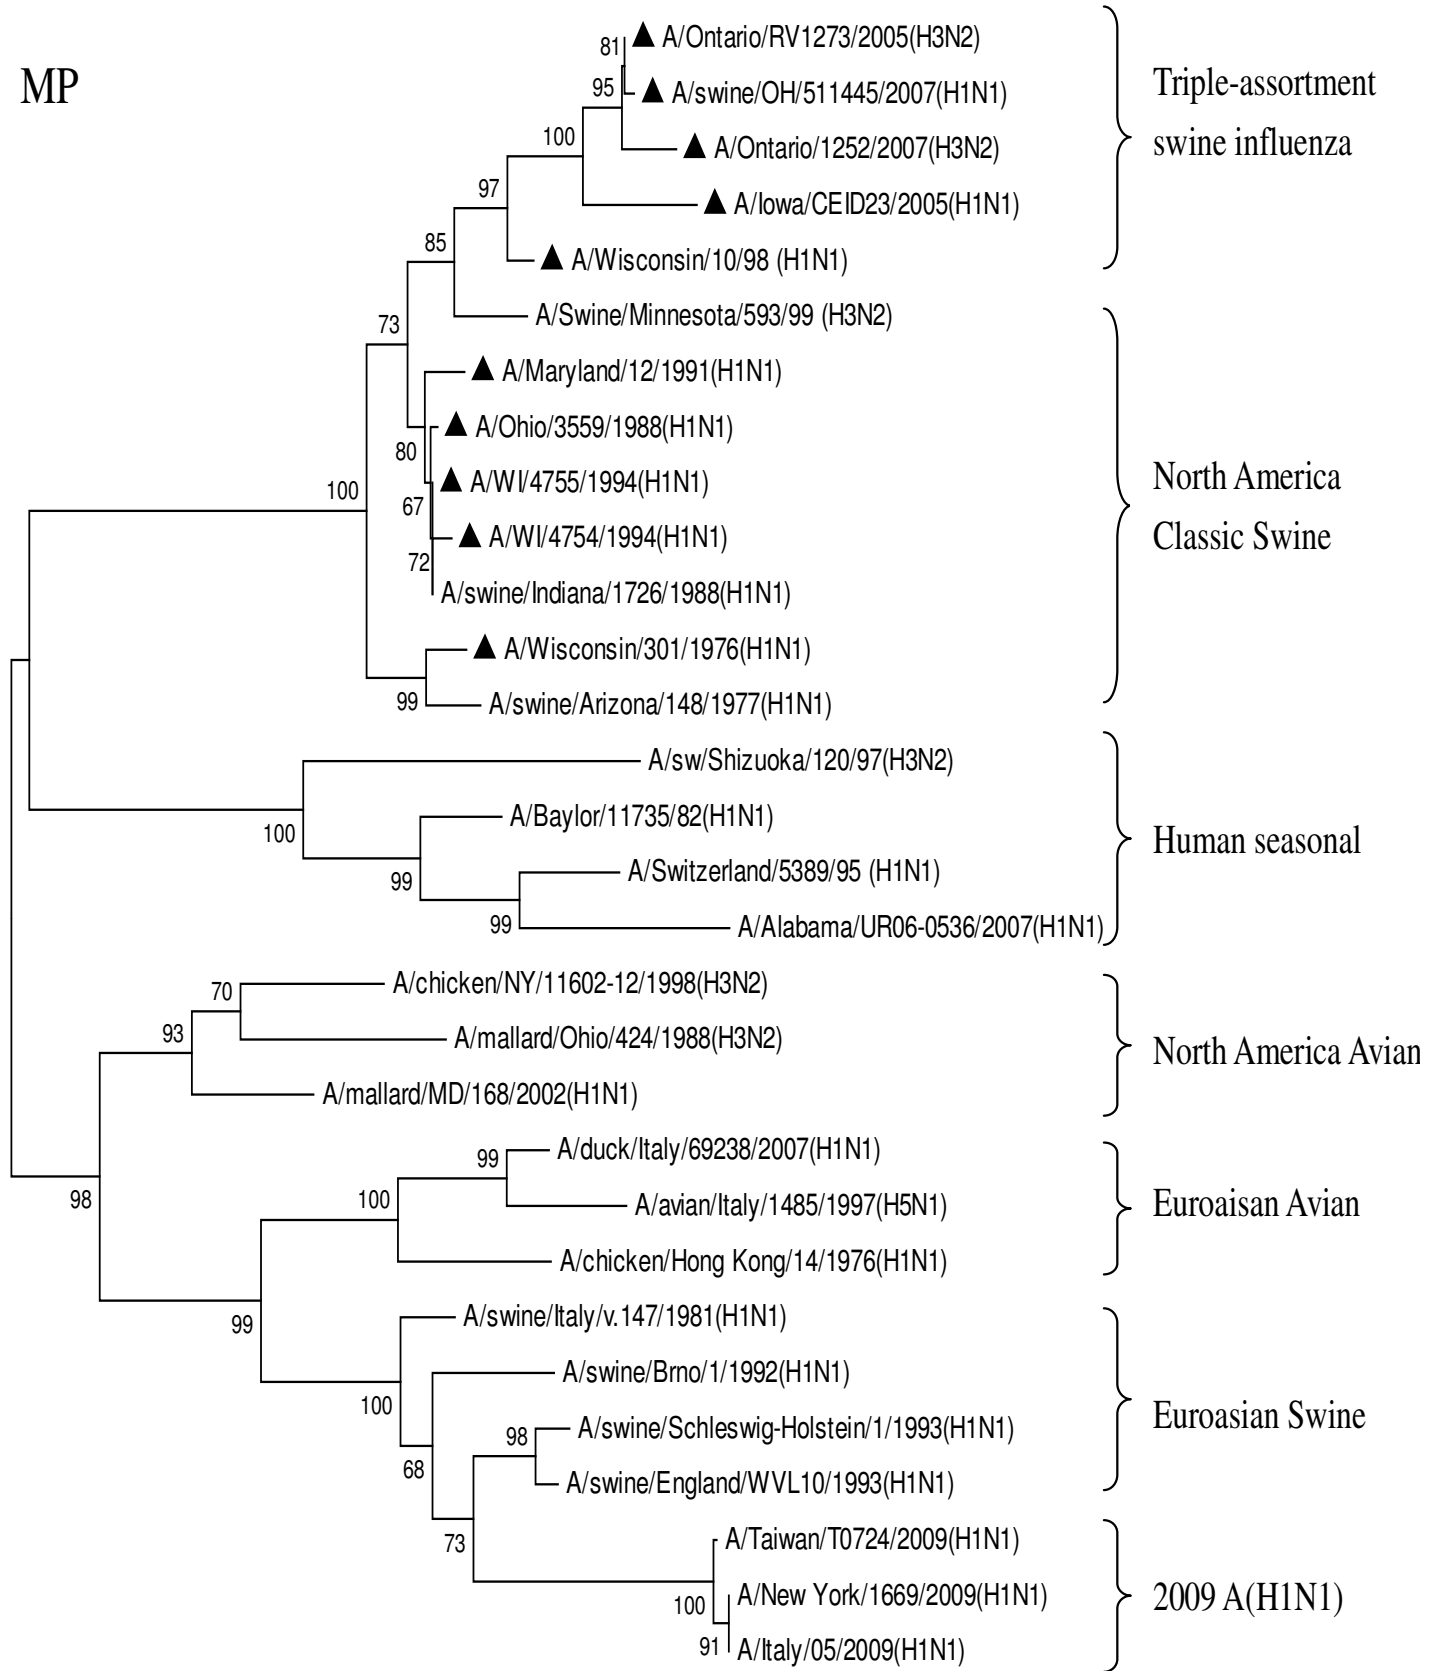 MP
81
▲ A/Ontario/RV1273/2005(H3N2)
95
▲ A/swine/OH/511445/2007(H1N1)
Triple-assortment
swine influenza
100
▲ A/Ontario/1252/2007(H3N2)
97
▲ A/Iowa/CEID23/2005(H1N1)
85
▲ A/Wisconsin/10/98 (H1N1)
73
A/Swine/Minnesota/593/99 (H3N2)
▲ A/Maryland/12/1991(H1N1)
▲ A/Ohio/3559/1988(H1N1)
80
North America
Classic Swine
100
▲ A/WI/4755/1994(H1N1)
67
▲ A/WI/4754/1994(H1N1)
72
A/swine/Indiana/1726/1988(H1N1)
▲ A/Wisconsin/301/1976(H1N1)
99
A/swine/Arizona/148/1977(H1N1)
A/sw/Shizuoka/120/97(H3N2)
100
A/Baylor/11735/82(H1N1)
Human seasonal
99
A/Switzerland/5389/95 (H1N1)
99
A/Alabama/UR06-0536/2007(H1N1)
70
A/chicken/NY/11602-12/1998(H3N2)
93
A/mallard/Ohio/424/1988(H3N2)
North America Avian
A/mallard/MD/168/2002(H1N1)
98
99
A/duck/Italy/69238/2007(H1N1)
100
A/avian/Italy/1485/1997(H5N1)
Euroaisan Avian
A/chicken/Hong Kong/14/1976(H1N1)
99
A/swine/Italy/v.147/1981(H1N1)
100
A/swine/Brno/1/1992(H1N1)
Euroasian Swine
98
A/swine/Schleswig-Holstein/1/1993(H1N1)
68
A/swine/England/WVL10/1993(H1N1)
73
A/Taiwan/T0724/2009(H1N1)
100
A/New York/1669/2009(H1N1)
2009 A(H1N1)
91
A/Italy/05/2009(H1N1)